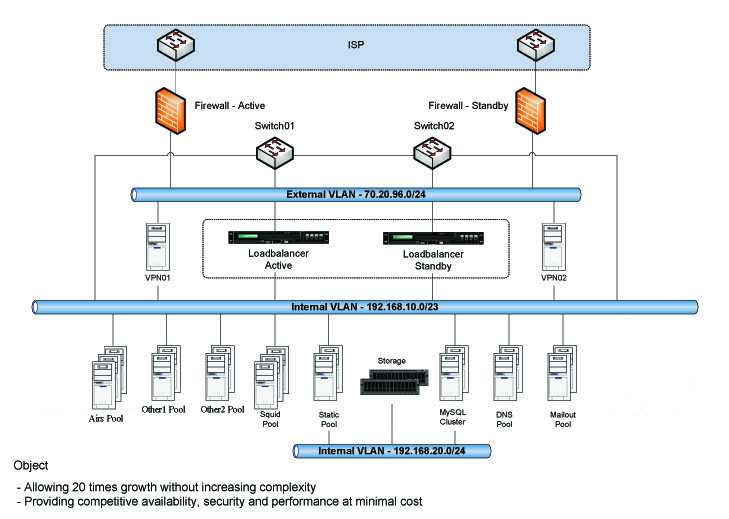 ISP
Firewall - Active
Firewall - Standby
Switch01
Switch02
External VLAN - 70.20.96.0/24
Loadbalancer
Active
Loadbalancer
Standby
VPN01
VPN02
Internal VLAN - 192.168.10.0/23
Storage
Airs Pool
Other1 Pool
Other2 Pool
Squid
Pool
Static
Pool
MySQL
Cluster
DNS
Pool
Mailout
Pool
Internal VLAN - 192.168.20.0/24
Object
- Allowing 20 times growth without increasing complexity
- Providing competitive availability, security and performance at minimal cost